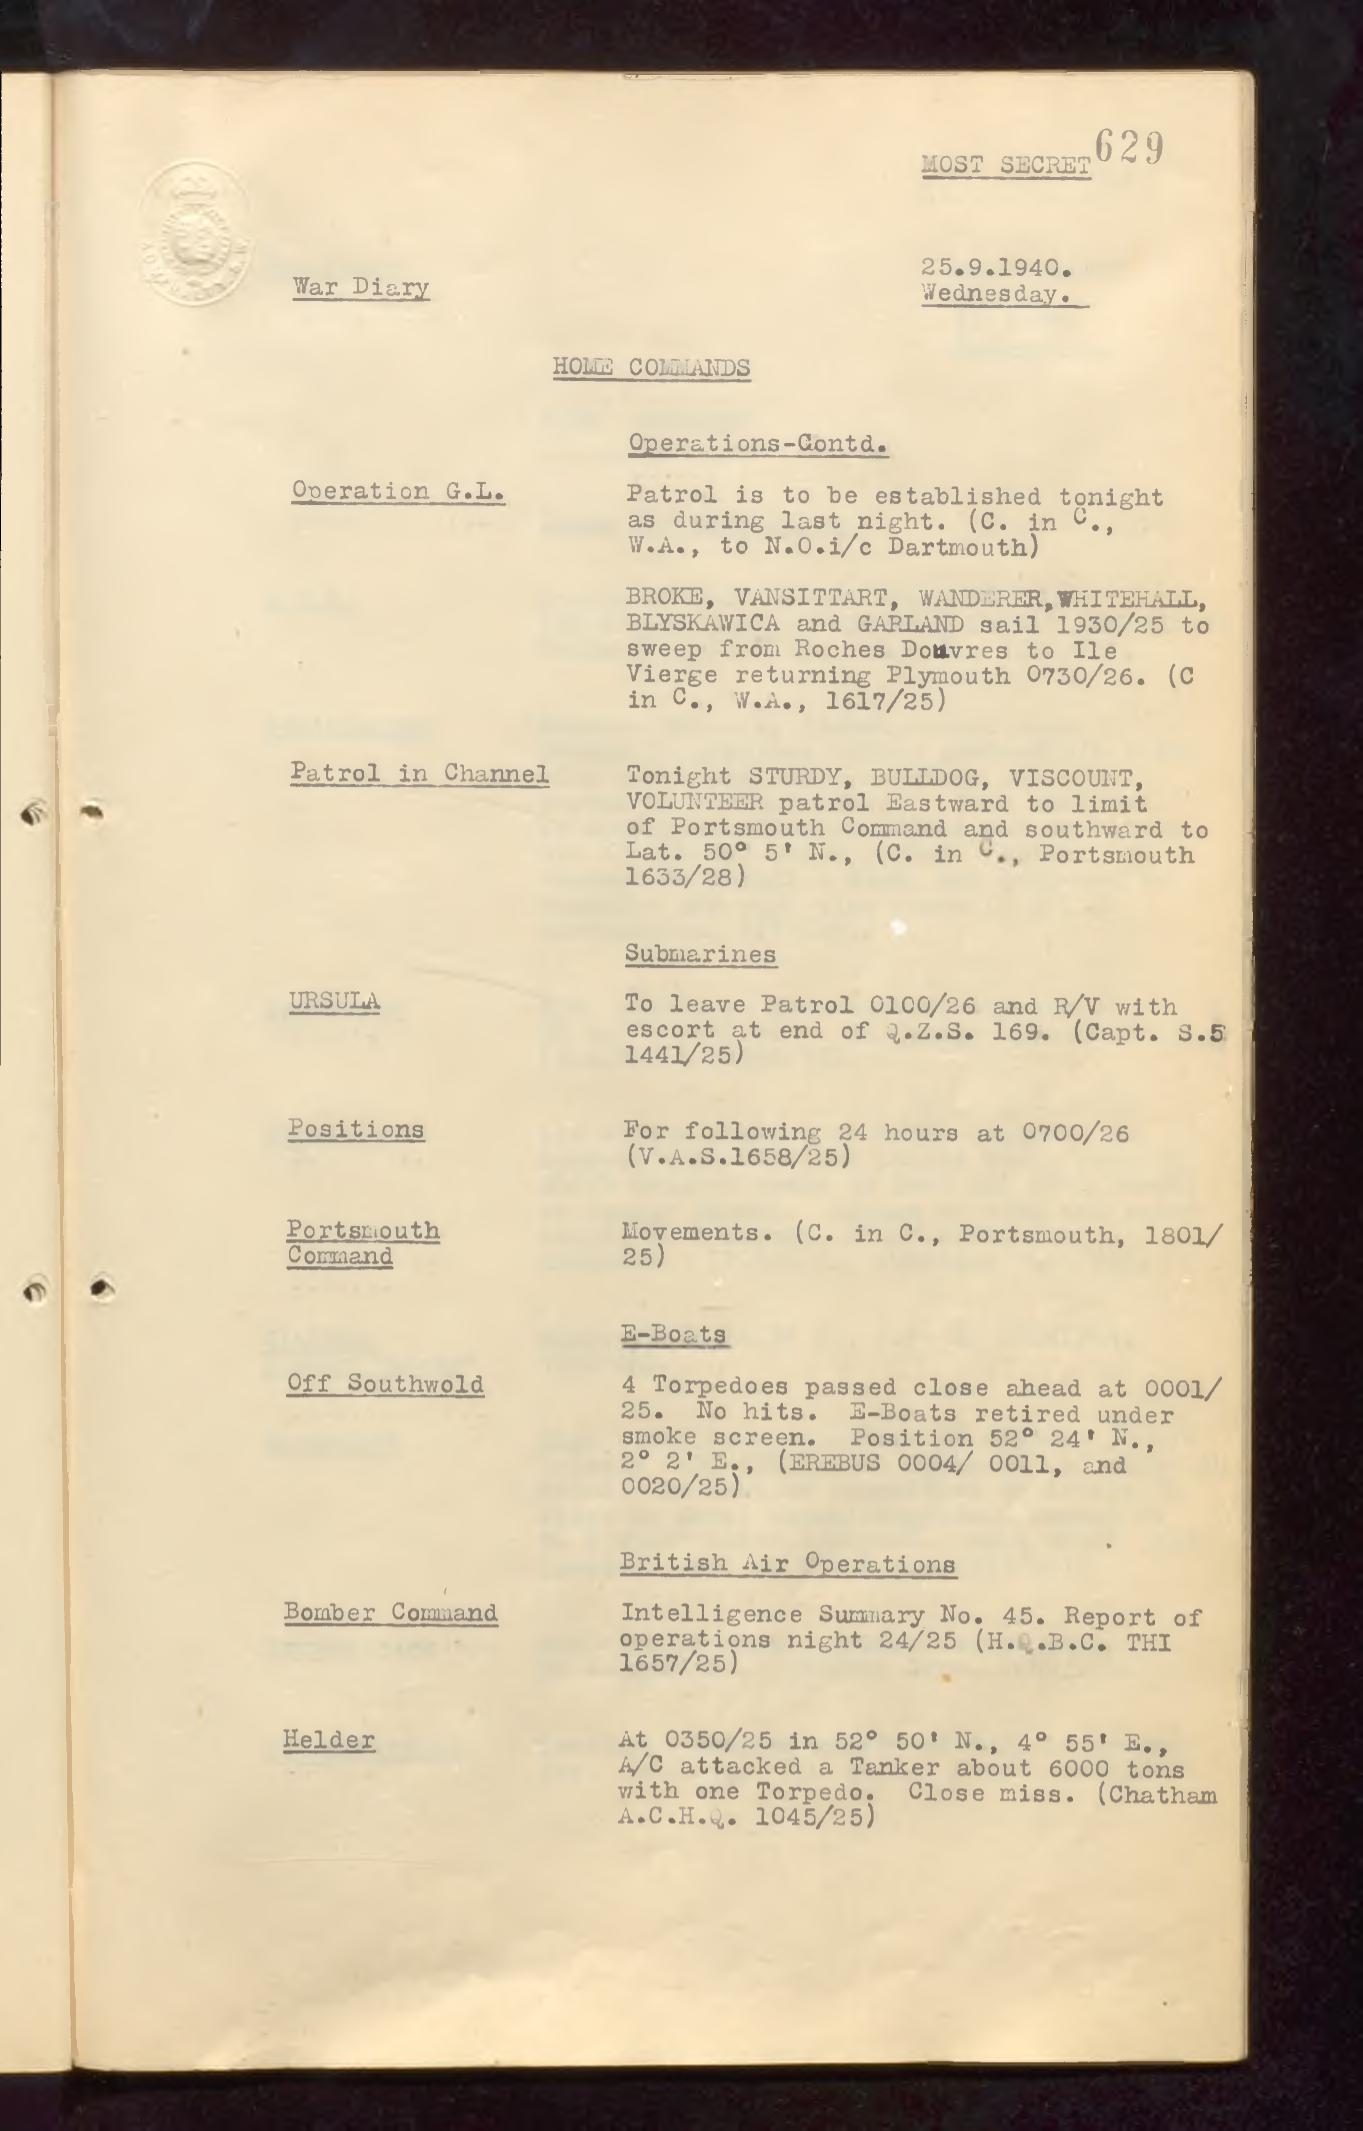 629
MOST SECRET
War Diary
25.9.1940.
Wednesday.
HOME COMMANDS
Operations-Contd.
Operation G.L.
Patrol is to be established tonight
as during last night. (C. in C.,
W.A., to N.O.i/c Dartmouth)
BROKE, VANSITTART, WANDERER, WHITEHALL,
BLYSKAWICA and GARLAND sail 1930/25 to
sweep from Roches Douvres to Ile
Vierge returning Plymouth 0730/26. (C
in C., W.A., 1617/25)
Patrol in Channel
Tonight STURDY, BULLDOG, VISCOUNT,
VOLUNTEER patrol Eastward to limit
of Portsmouth Command and southward to
Lat. 50° 5' N., (C. in C., Portsmouth
1633/28)
Submarines
URSULA
To leave Patrol 0100/26 and R/V with
escort at end of Q.Z.S. 169. (Capt. S.5
1441/25)
Positions
For following 24 hours at 0700/26
(V.A.S.1658/25)
Portsmouth
Command
Movements. (C. in C., Portsmouth, 1801/
25)
E-Boats
Off Southwold
4 Torpedoes passed close ahead at 0001/
25. No hits. E-Boats retired under
smoke screen. Position 52° 24' N.,
2° 2' E., (EREBUS 0004/ 0011, and
0020/25)
British Air Operations
Bomber Command
Intelligence Summary No. 45. Report of
operations night 24/25 (H.Q.B.C. THI
1657/25)
Helder
At 0350/25 in 52° 50' N., 4° 55' E.,
A/C attacked a Tanker about 6000 tons
with one Torpedo. Close miss. (Chatham
A.C.H.Q. 1045/25)